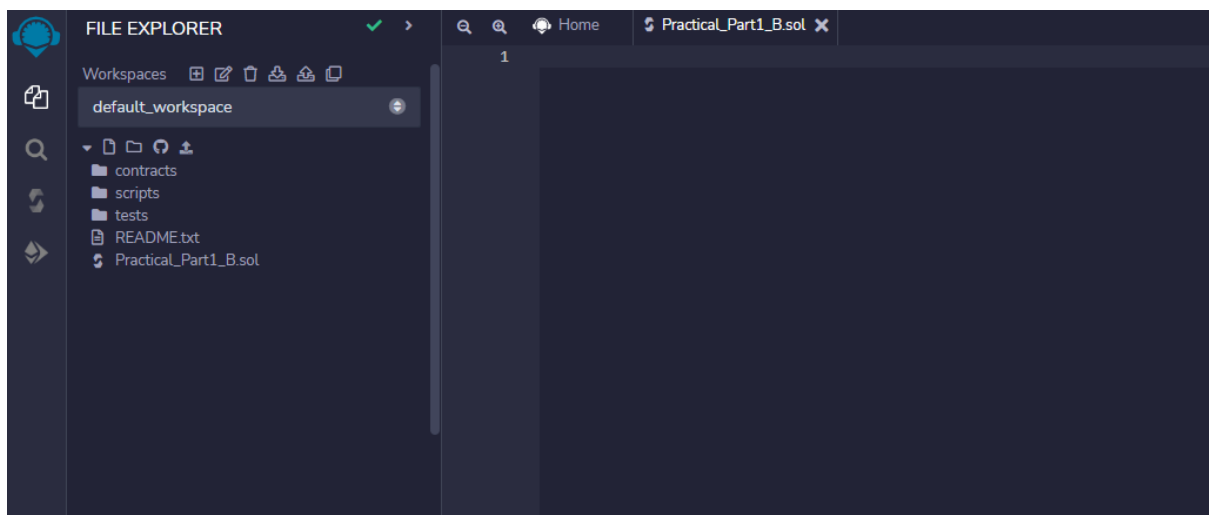 FILE EXPLORER
Workspaces
default_workspace
contracts
scripts
tests
README.txt
Practical_Part1_B.sol
Home
Practical_Part1_B.sol
1